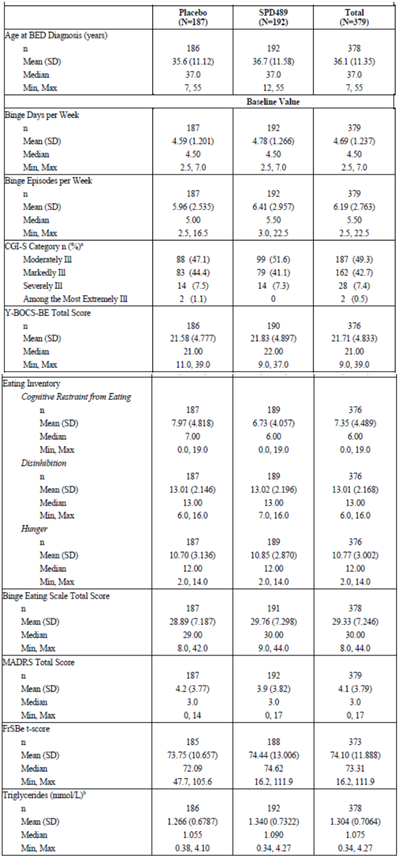 Placebo (N=187) SPD489 (N=192) Total (N=379)
Age at BED Diagnosis (years)
n 186 192 378
Mean (SD) 35.6 (11.12) 36.7 (11.58) 36.1 (11.35)
Median 37.0 37.0 37.0
Min, Max 7, 55 12, 55 7, 55
Baseline Value
Binge Days per Week
n 187 192 379
Mean (SD) 4.59 (1.201) 4.78 (1.266) 4.69 (1.237)
Median 4.50 4.50 4.50
Min, Max 2.5, 7.0 2.5, 7.0 2.5, 7.0
Binge Episodes per Week
n 187 192 379
Mean (SD) 5.96 (2.535) 6.41 (2.957) 6.19 (2.763)
Median 5.00 5.50 5.50
Min, Max 2.5, 16.5 3.0, 22.5 2.5, 22.5
CGI-S Category n (%)a
Moderately Ill 88 (47.1) 99 (51.6) 187 (49.3)
Markedly Ill 83 (44.4) 79 (41.1) 162 (42.7)
Severely Ill 14 (7.5) 14 (7.3) 28 (7.4)
Among the Most Extremely Ill 2 (1.1) 0 2 (0.5)
Y-BOCS-BE Total Score
n 186 190 376
Mean (SD) 21.58 (4.777) 21.83 (4.897) 21.71 (4.833)
Median 21.00 22.00 21.00
Min, Max 11.0, 39.0 9.0, 37.0 9.0, 39.0
Eating Inventory
Cognitive Restraint from Eating
n 187 189 376
Mean (SD) 7.97 (4.818) 6.73 (4.057) 7.35 (4.489)
Median 7.00 6.00 6.00
Min, Max 0.0, 19.0 0.0, 19.0 0.0, 19.0
Disinhibition
n 187 189 376
Mean (SD) 13.01 (2.146) 13.02 (2.196) 13.01 (2.168)
Median 13.00 13.00 13.00
Min, Max 6.0, 16.0 7.0, 16.0 6.0, 16.0
Hunger
n 187 189 376
Mean (SD) 10.70 (3.136) 10.85 (2.870) 10.77 (3.002)
Median 12.00 12.00 12.00
Min, Max 2.0, 14.0 2.0, 14.0 2.0, 14.0
Binge Eating Scale Total Score
n 187 191 378
Mean (SD) 28.89 (7.187) 29.76 (7.298) 29.33 (7.246)
Median 29.00 30.00 30.00
Min, Max 8.0, 42.0 9.0, 44.0 8.0, 44.0
MADRS Total Score
n 187 192 379
Mean (SD) 4.2 (3.77) 3.9 (3.82) 4.1 (3.79)
Median 3.0 3.0 3.0
Min, Max 0, 14 0, 17 0, 17
FrSBe t-score
n 185 188 373
Mean (SD) 73.75 (10.657) 74.44 (13.006) 74.10 (11.888)
Median 72.09 74.62 73.31
Min, Max 47.7, 105.6 16.2, 111.9 16.2, 111.9
Triglycerides (mmol/L)b
n 186 192 378
Mean (SD) 1.266 (0.6787) 1.340 (0.7322) 1.304 (0.7064)
Median 1.055 1.090 1.075
Min, Max 0.38, 4.10 0.34, 4.27 0.34, 4.27